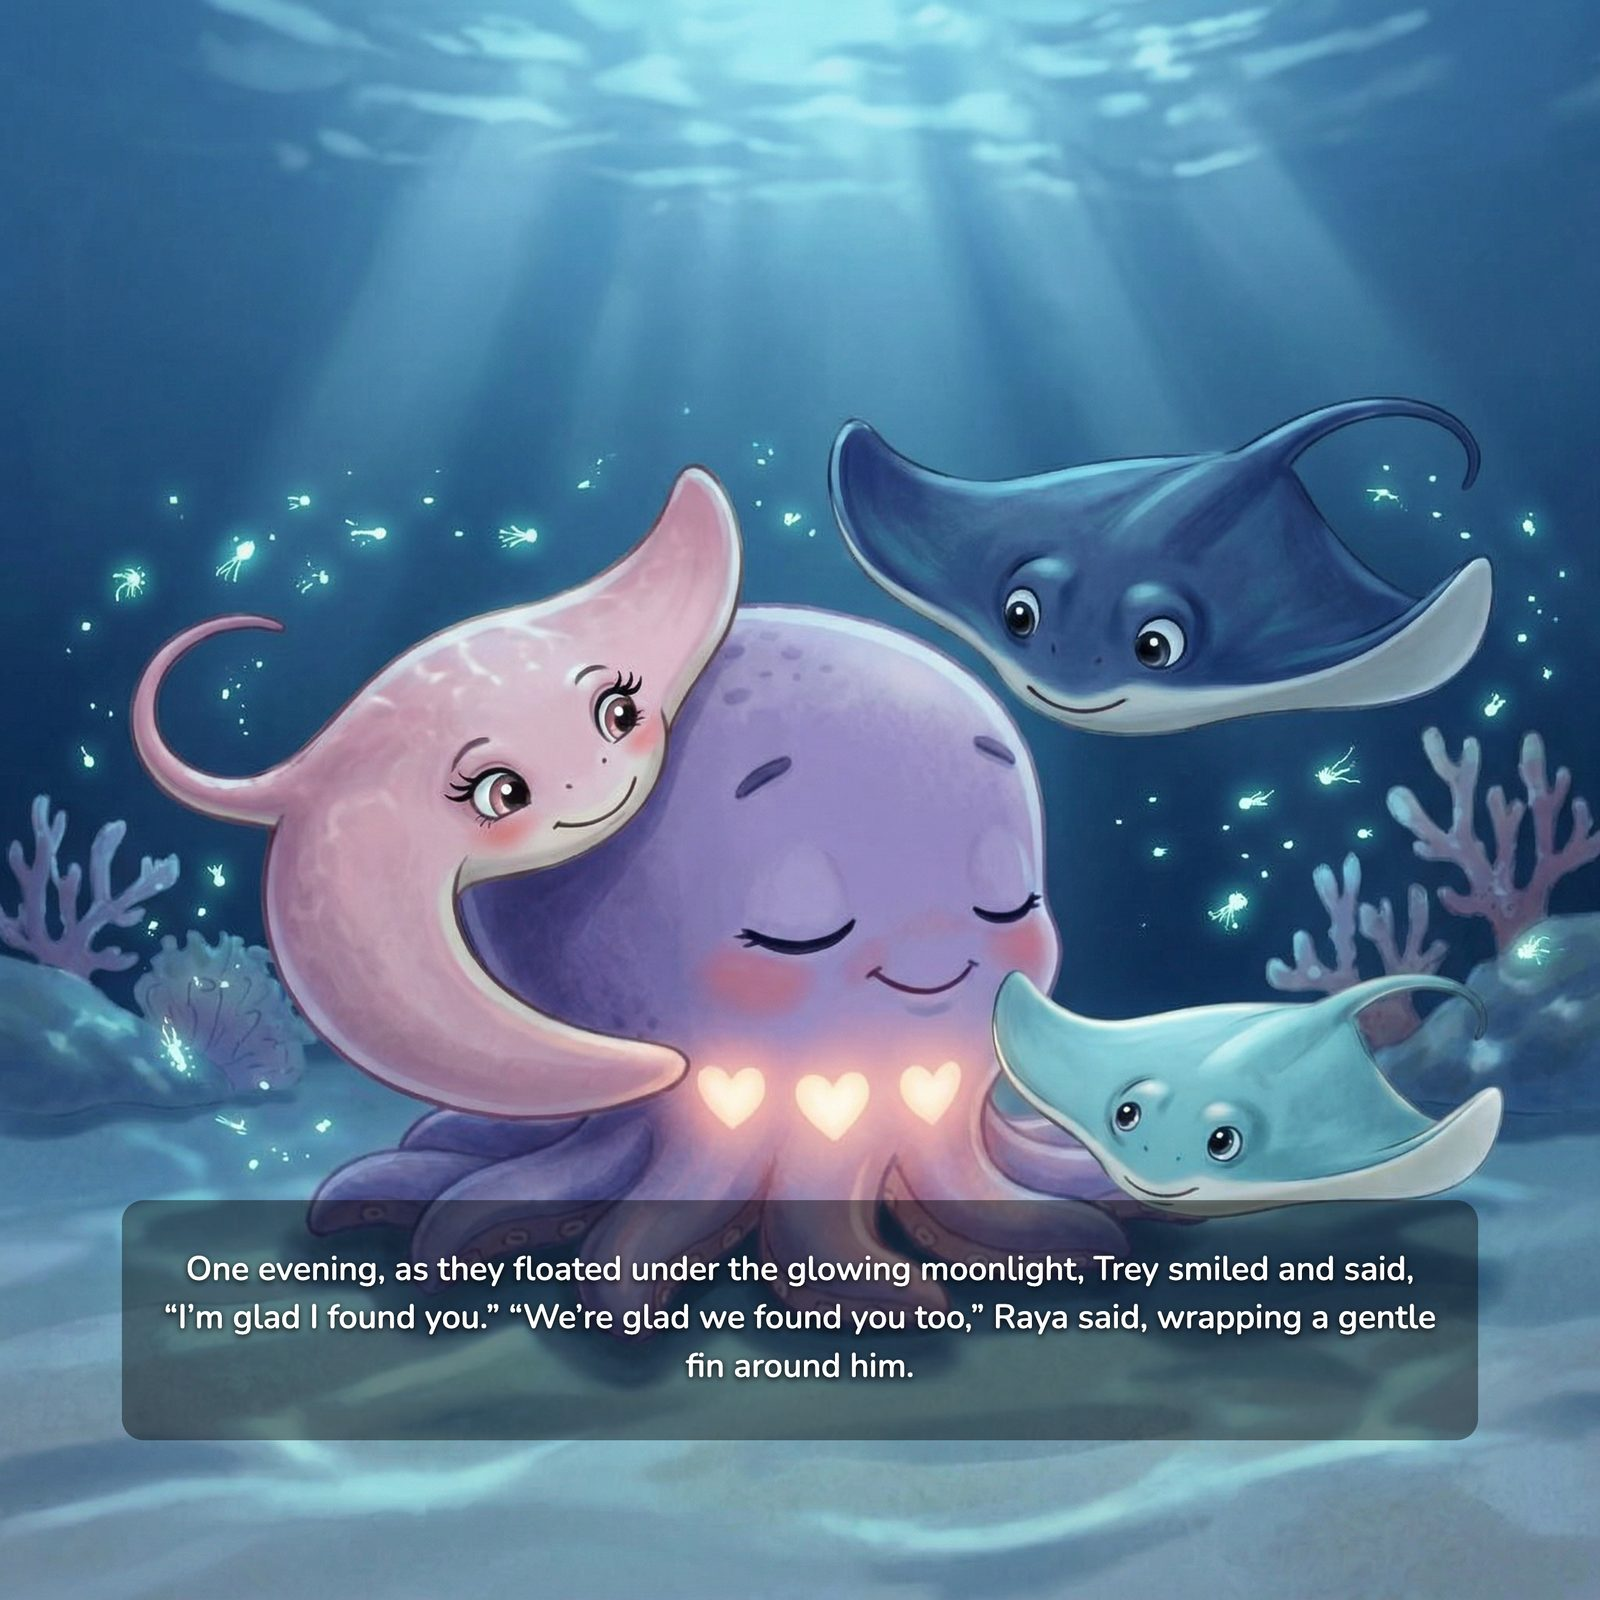 One evening, as they floated under the glowing moonlight, Trey smiled and said,
“I’m glad I found you.” “We’re glad we found you too,” Raya said, wrapping a gentle
fin around him.